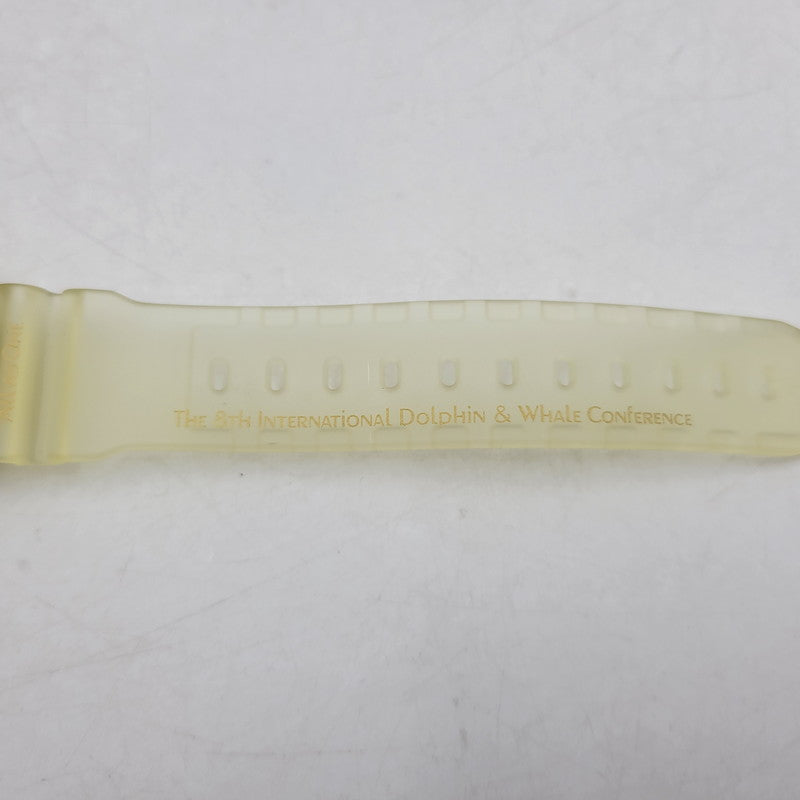 The 8th International Dolphin & Whale Conference